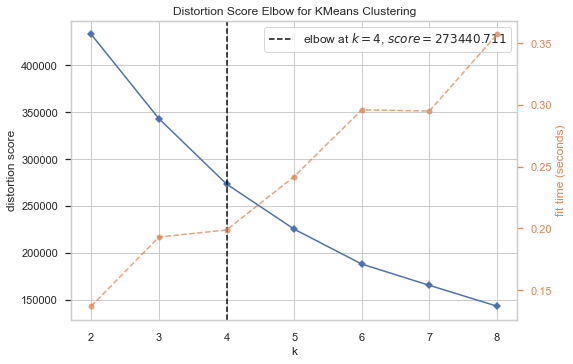 Distortion Score Elbow for KMeans Clustering
elbow at k = 4, score = 273440.711
distortion score
400000
350000
300000
250000
200000
150000
2 3 4 5 6 7 8
k
0.35
0.30
0.25
0.20
0.15
fit time (seconds)